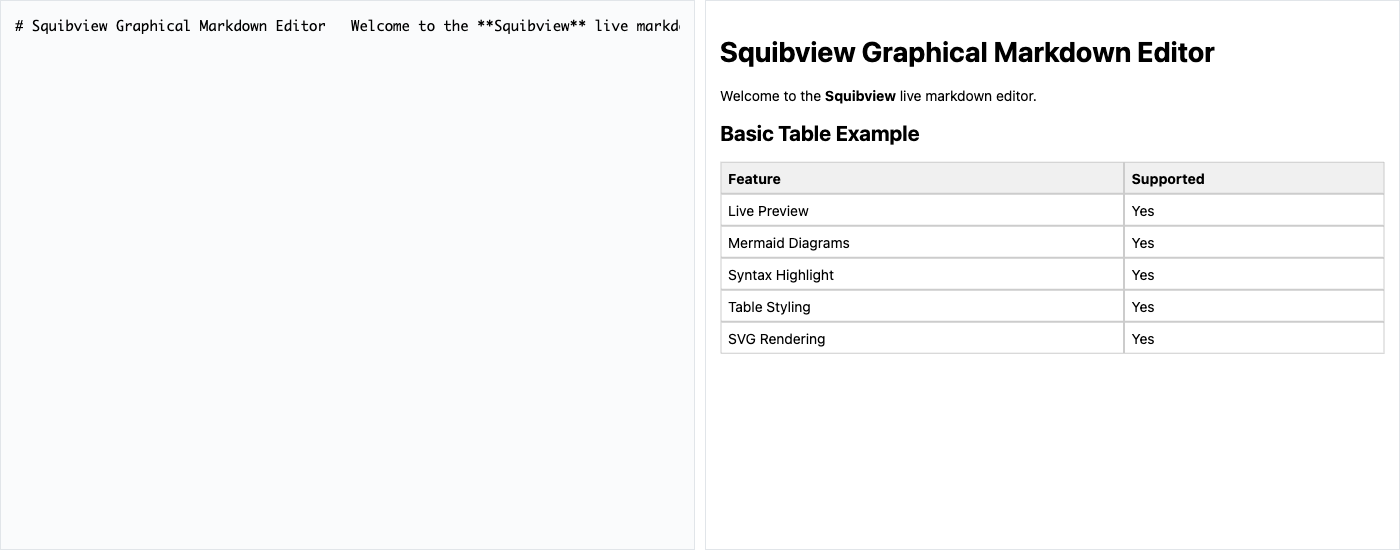 # Squibview Graphical Markdown Editor   Welcome to the **Squibview** live markd
Squibview Graphical Markdown Editor
Welcome to the Squibview live markdown editor.
Basic Table Example
Feature Supported
Live Preview Yes
Mermaid Diagrams Yes
Syntax Highlight Yes
Table Styling Yes
SVG Rendering Yes